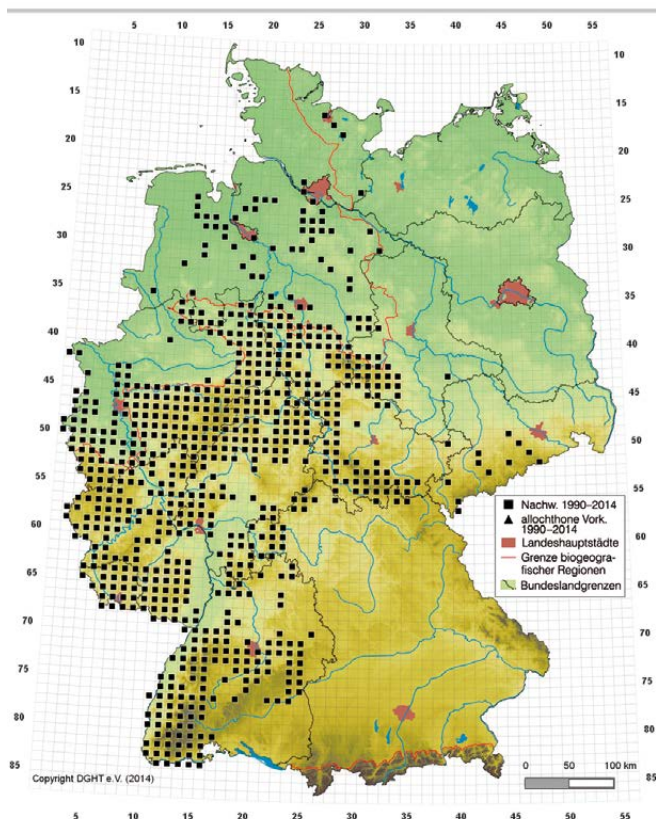 5 10 15 20 25 30 35 40 45 50 55
10 10
15 15
20 20
25 25
30 30
35 35
40 40
45 45
50 50
55 55
Nachw. 1990–2014
allochthone Vork.
1990–2014
60 60
Landeshauptstädte
Grenze biogeogra-
fischer Regionen
65 65
Bundeslandgrenzen
70 70
75 75
80 80
0 50 100 km
85 85
Copyright DGHT e.V. (2014)
5 10 15 20 25 30 35 40 45 50 55